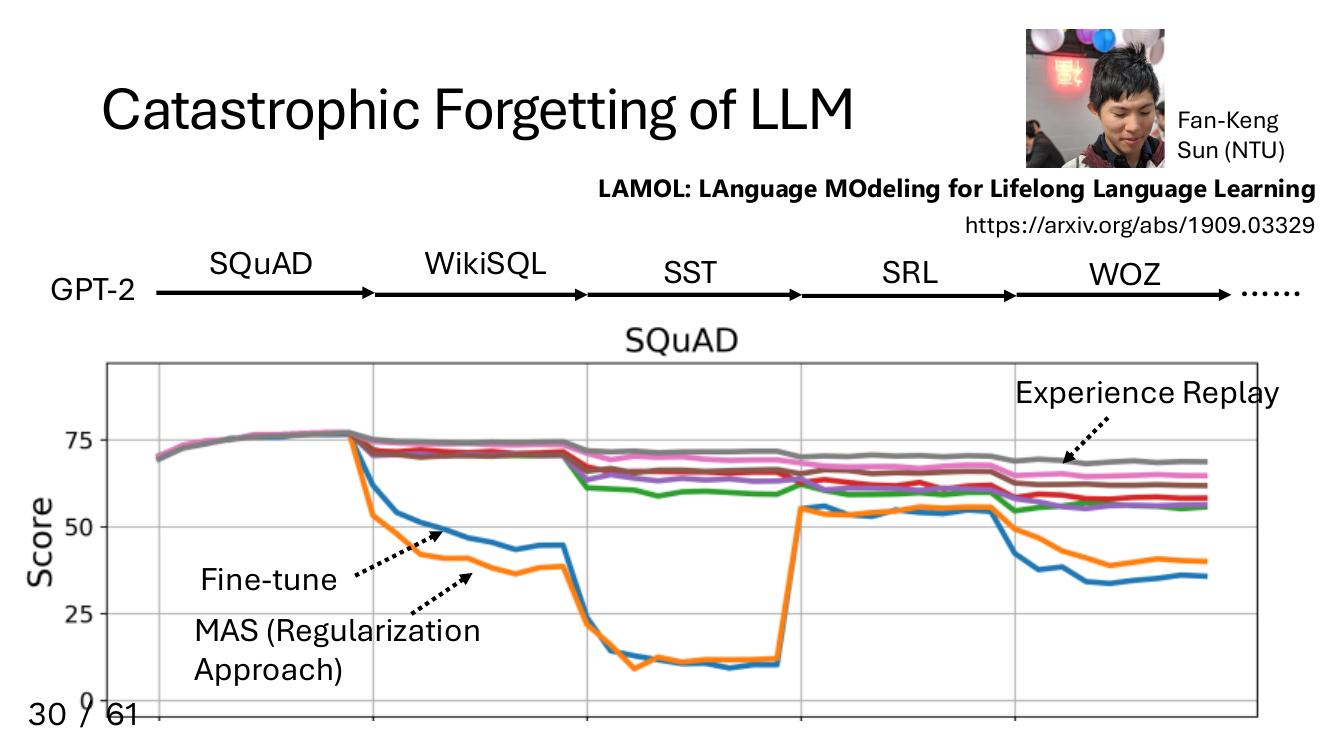 Catastrophic Forgetting of LLM
Fan-Keng
Sun (NTU)
LAMOL: LAnguage MOdeling for Lifelong Language Learning
https://arxiv.org/abs/1909.03329
GPT-2
SQuAD
WikiSQL
SST
SRL
WOZ
……
SQuAD
Experience Replay
75
50
25
0
Score
Fine-tune
MAS (Regularization
Approach)
30 / 61